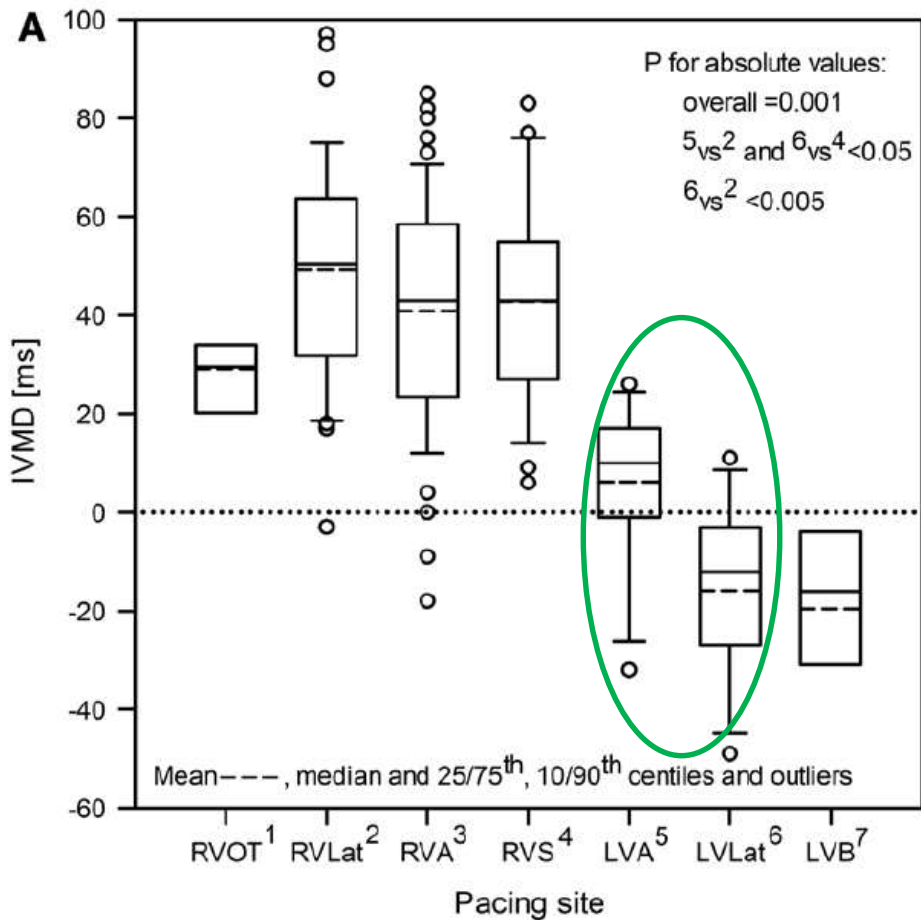 A
100
80
60
40
20
0
-20
-40
-60
IVMD [ms]
P for absolute values:
overall =0.001
5vs2 and 6vs4 <0.05
6vs2 <0.005
Mean----, median and 25/75th, 10/90th centiles and outliers
RVOT1 RVLat2 RVA3 RVS4 LVA5 LVLat6 LVB7
Pacing site